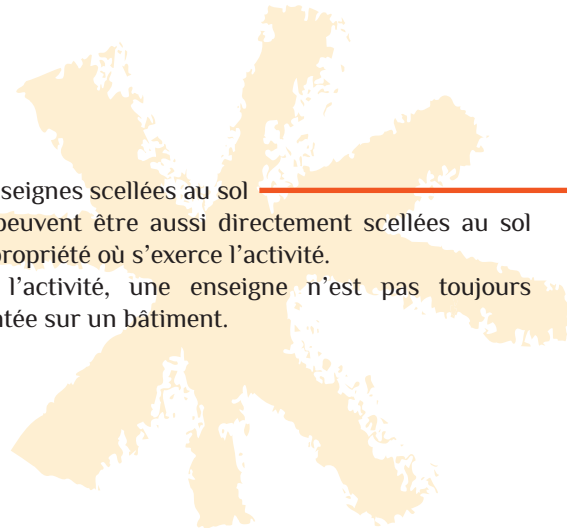 seignes scellées au sol
peuvent être aussi directement scellées au sol
propriété où s’exerce l’activité.
l’activité, une enseigne n’est pas toujours
ntée sur un bâtiment.